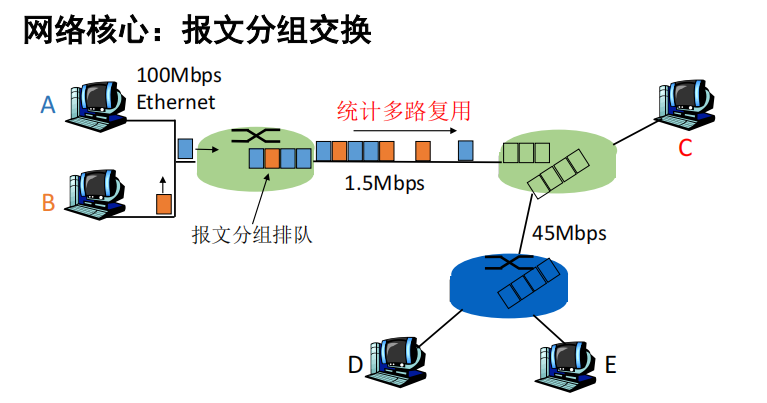 网络核心：报文分组交换
100Mbps
Ethernet
A
统计多路复用
C
1.5Mbps
B
报文分组排队
45Mbps
D
E